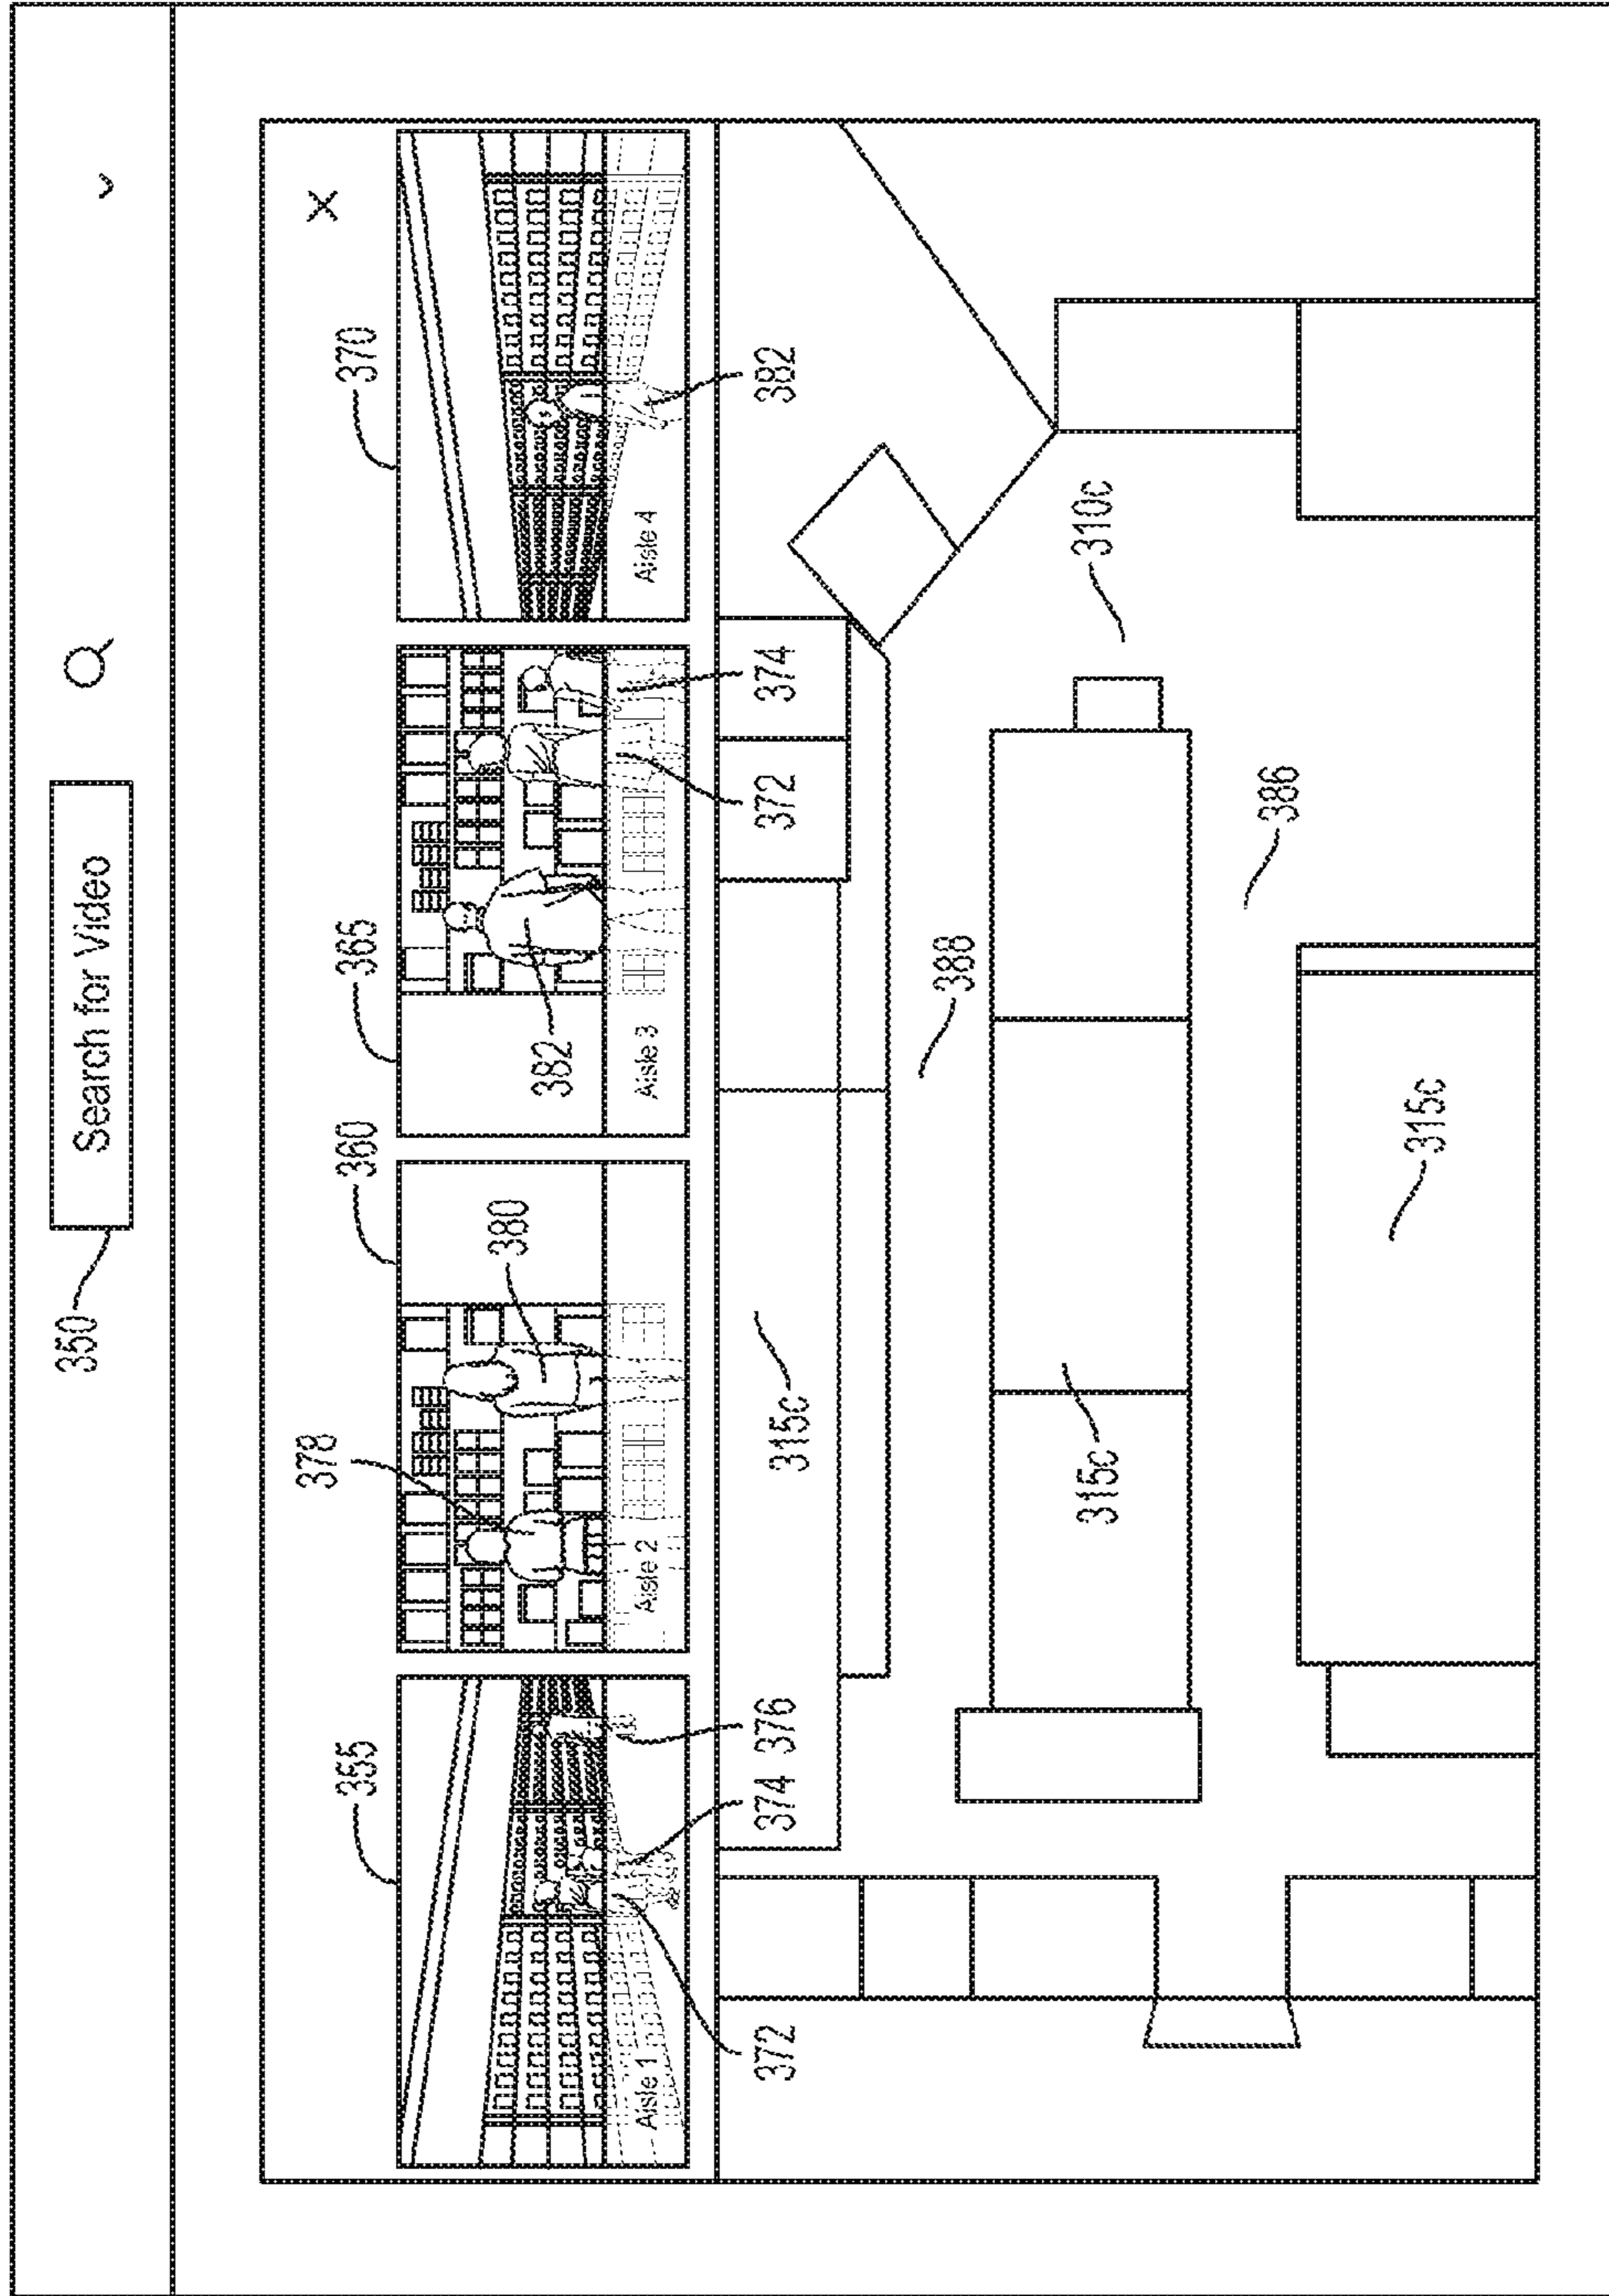 350
Search for Video
X
355
378
360
365
370
380
382
Aisle 1
Aisle 2
Aisle 3
Aisle 4
372
374
376
372
374
382
315c
388
310c
315c
386
315c